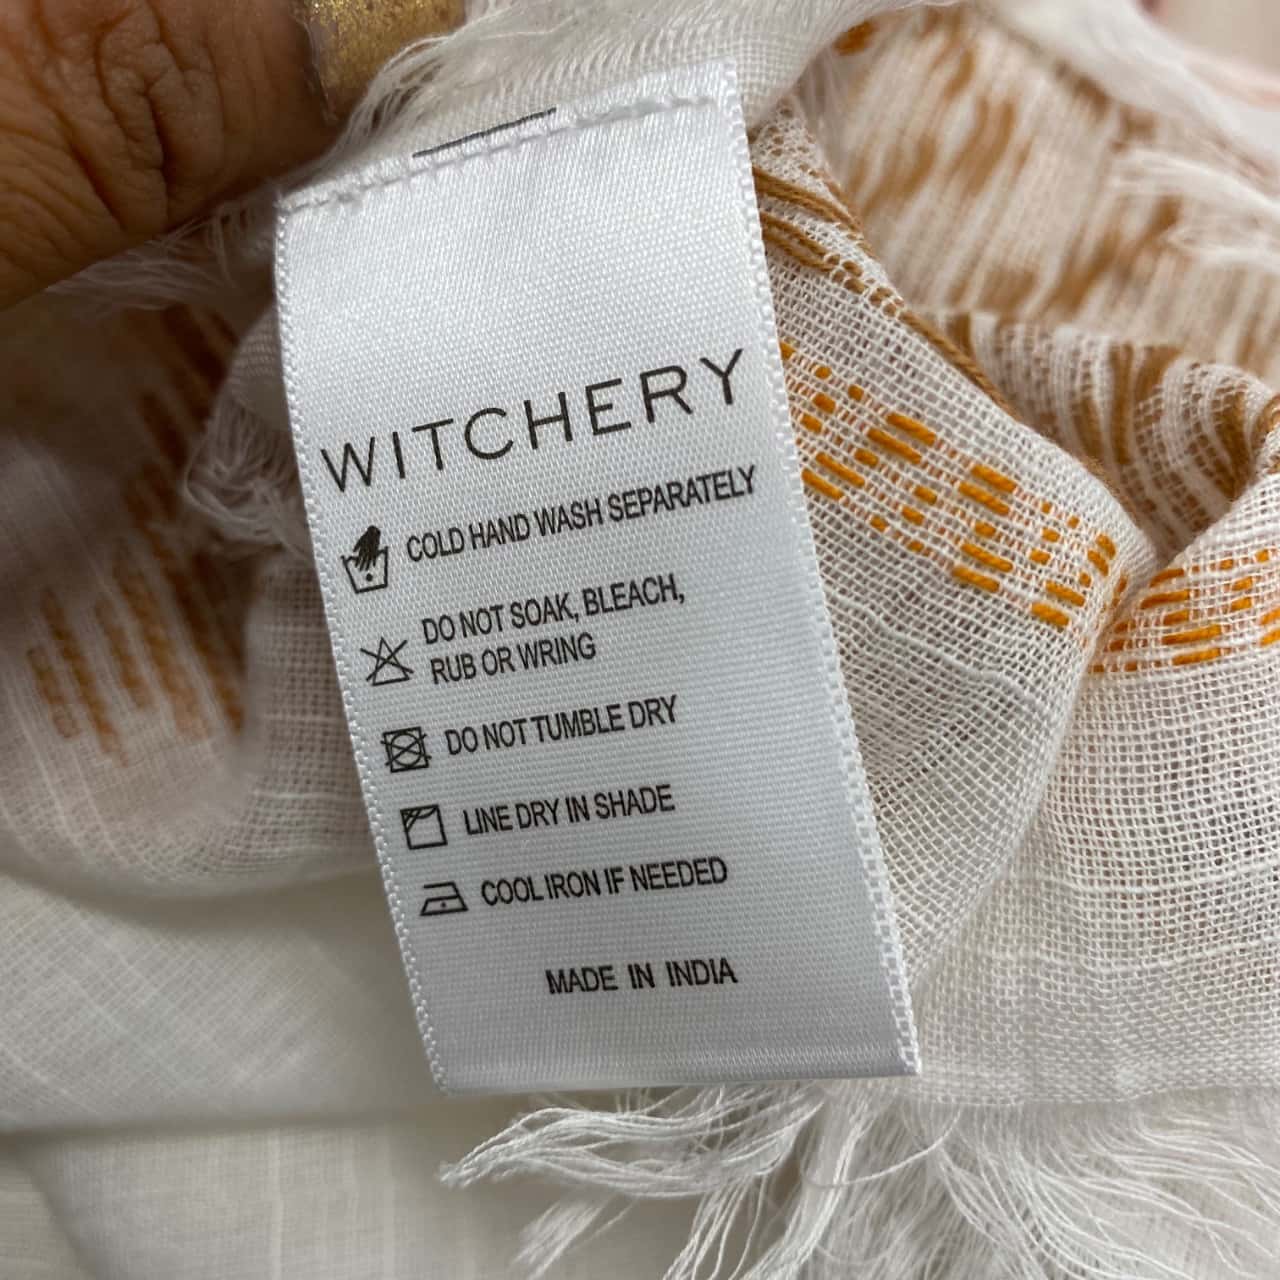 WITCHERY
COLD HAND WASH SEPARATELY
DO NOT SOAK, BLEACH,
RUB OR WRING
DO NOT TUMBLE DRY
LINE DRY IN SHADE
COOL IRON IF NEEDED
MADE IN INDIA